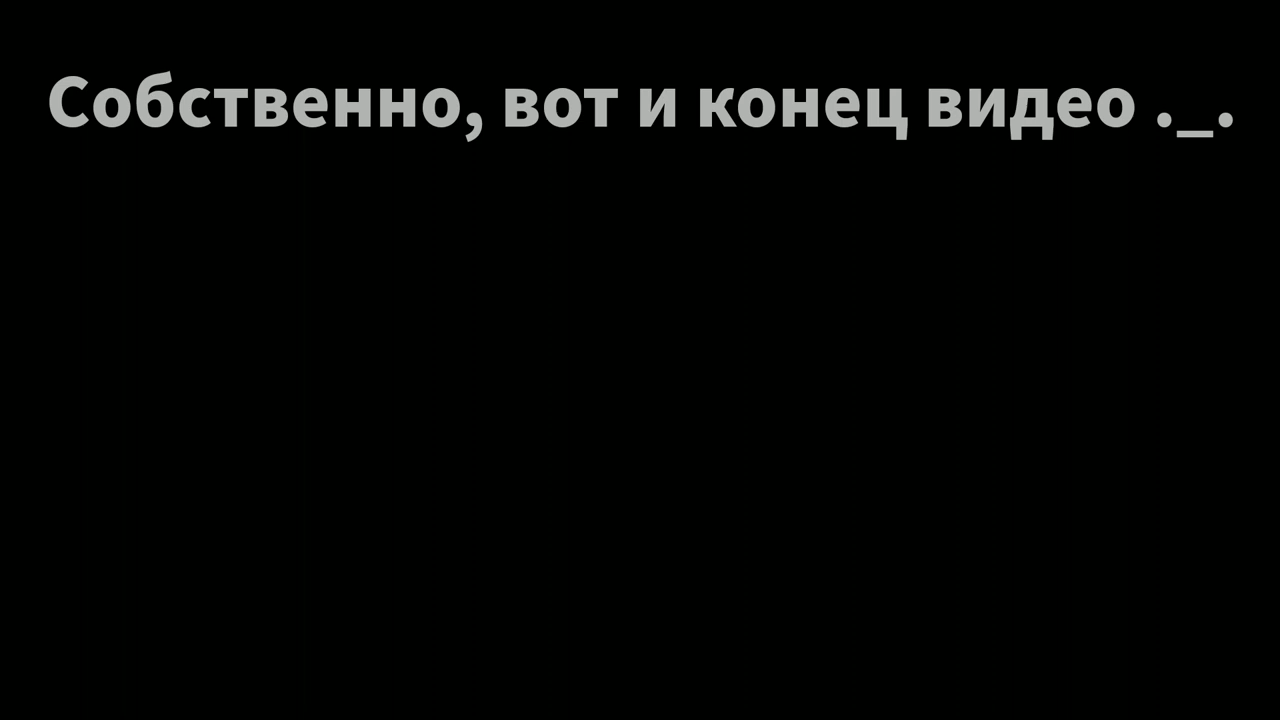 Собственно, вот и конец видео ._.